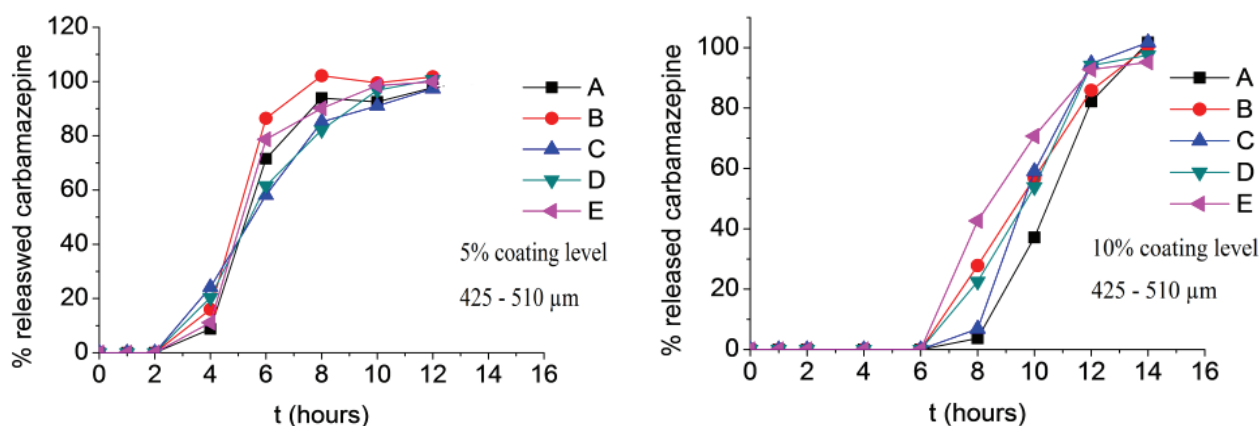 % releaswed carbamazepine
120
100
80
60
40
20
0
0 2 4 6 8 10 12 14 16
t (hours)
A
B
C
D
E
5% coating level
425 - 510 µm
% released carbamazepine
100
80
60
40
20
0
0 2 4 6 8 10 12 14 16
t (hours)
A
B
C
D
E
10% coating level
425 - 510 µm